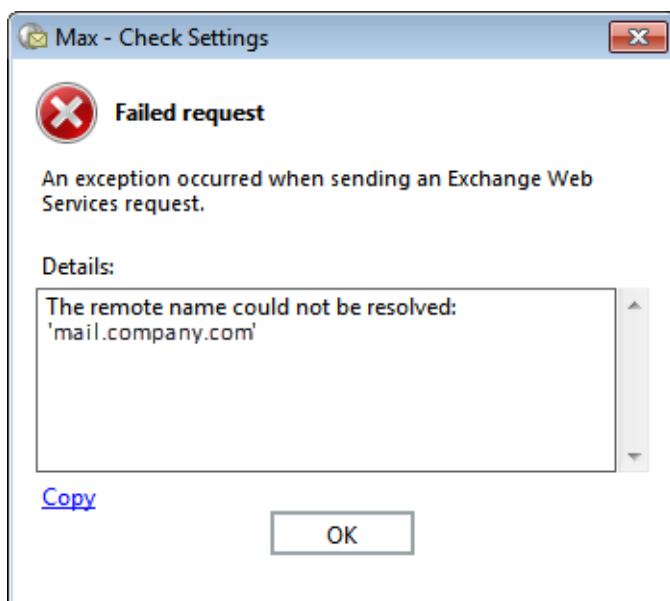 Max - Check Settings
Failed request
An exception occurred when sending an Exchange Web
Services request.
Details:
The remote name could not be resolved:
'mail.company.com'
Copy
OK